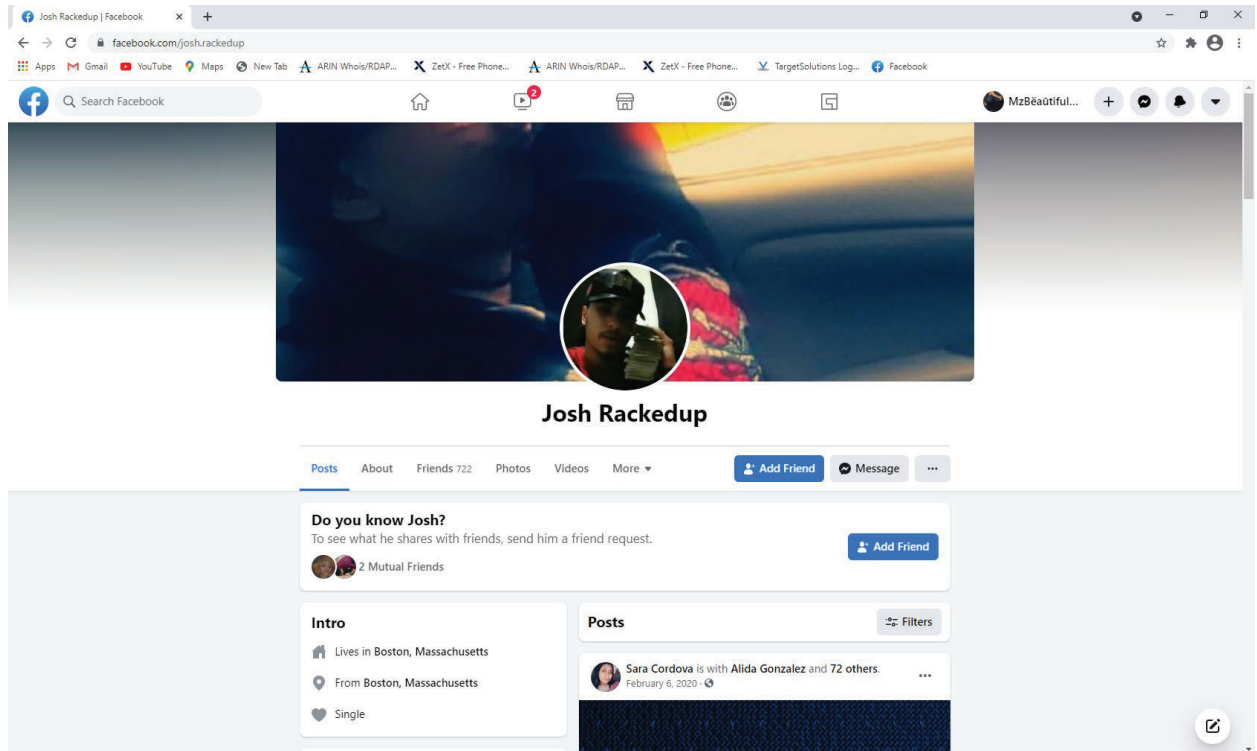 Josh Rackedup | Facebook
facebook.com/josh.rackedup
Apps Gmail YouTube Maps New Tab ARIN Whois/RDAP... ZetX - Free Phone... ARIN Whois/RDAP... ZetX - Free Phone... TargetSolutions Log... Facebook
Search Facebook 2 MzBëaûtiful...
Josh Rackedup
Posts About Friends 722 Photos Videos More Add Friend Message ...
Do you know Josh?
To see what he shares with friends, send him a friend request.
Add Friend
2 Mutual Friends
Intro
Lives in Boston, Massachusetts
From Boston, Massachusetts
Single
Posts Filters
Sara Cordova is with Alida Gonzalez and 72 others. ...
February 6, 2020 ·